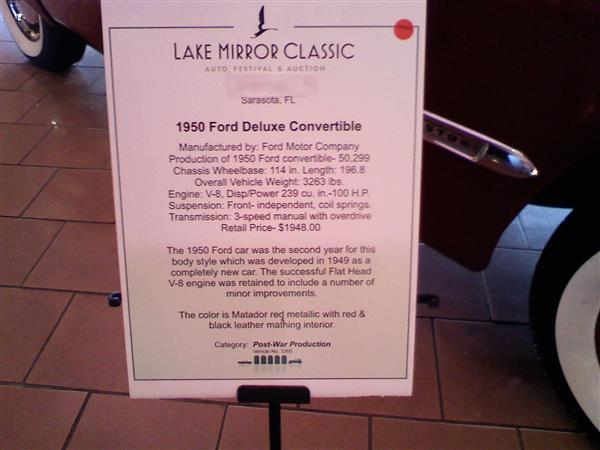 LAKE MIRROR CLASSIC
AUTO FESTIVAL & AUCTION
Sarasota, FL
1950 Ford Deluxe Convertible
Manufactured by: Ford Motor Company
Production of 1950 Ford convertible- 50,299
Chassis Wheelbase: 114 in. Length: 196.8
Overall Vehicle Weight: 3263 lbs.
Engine: V-8, Disp/Power 239 cu. in.-100 H.P.
Suspension: Front- independent, coil springs.
Transmission: 3-speed manual with overdrive
Retail Price- $1948.00
The 1950 Ford car was the second year for this
body style which was developed in 1949 as a
completely new car. The successful Flat Head
V-8 engine was retained to include a number of
minor improvements.
The color is Matador red metallic with red &
black leather mathing interior.
Category: Post-War Production
Vehicle No. 3360